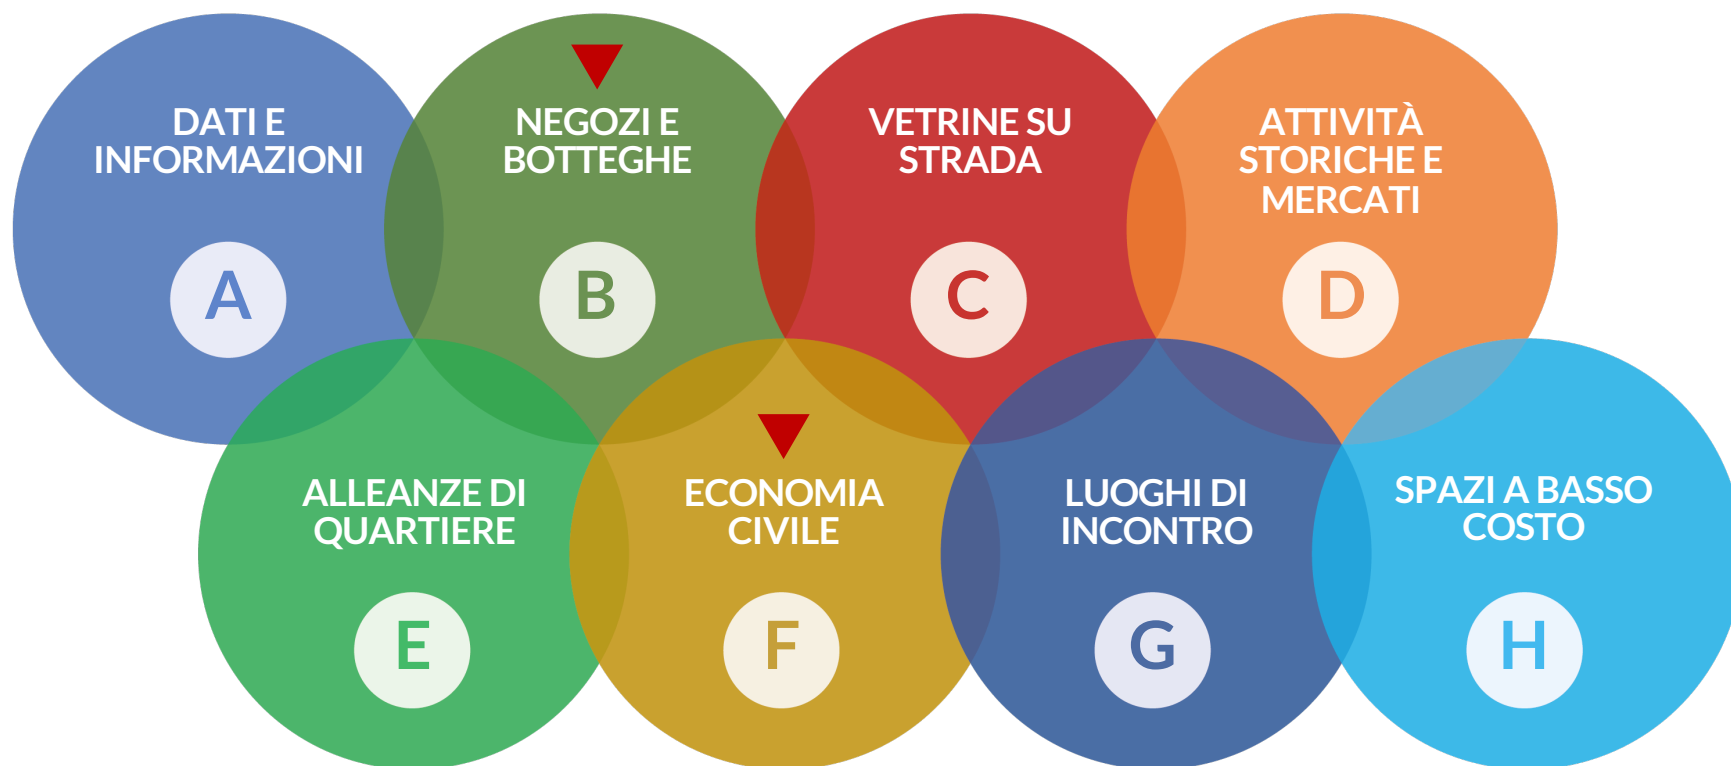 DATI E
INFORMAZIONI
A
NEGOZI E
BOTTEGHE
B
VETRINE SU
STRADA
C
ATTIVITÀ
STORICHE E
MERCATI
D
ALLEANZE DI
QUARTIERE
E
ECONOMIA
CIVILE
F
LUOGHI DI
INCONTRO
G
SPAZI A BASSO
COSTO
H